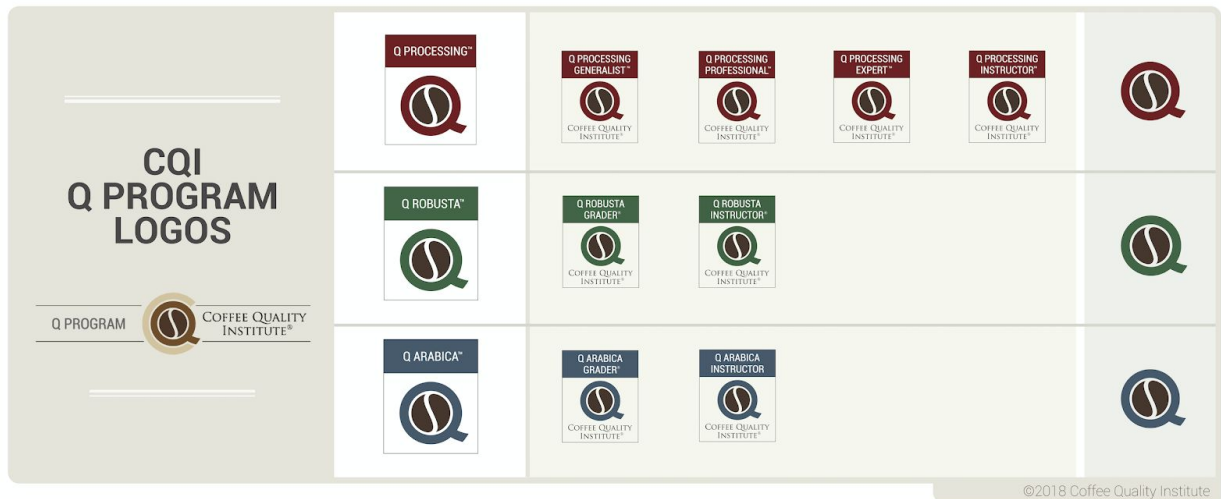 CQI
Q PROGRAM
LOGOS
Q PROGRAM
COFFEE QUALITY
INSTITUTE®
Q PROCESSING™
Q PROCESSING
GENERALIST™
COFFEE QUALITY
INSTITUTE®
Q PROCESSING
PROFESSIONAL™
COFFEE QUALITY
INSTITUTE®
Q PROCESSING
EXPERT™
COFFEE QUALITY
INSTITUTE®
Q PROCESSING
INSTRUCTOR™
COFFEE QUALITY
INSTITUTE®
Q ROBUSTA™
Q ROBUSTA
GRADER®
COFFEE QUALITY
INSTITUTE®
Q ROBUSTA
INSTRUCTOR®
COFFEE QUALITY
INSTITUTE®
Q ARABICA™
Q ARABICA
GRADER®
COFFEE QUALITY
INSTITUTE®
Q ARABICA
INSTRUCTOR
COFFEE QUALITY
INSTITUTE®
©2018 Coffee Quality Institute